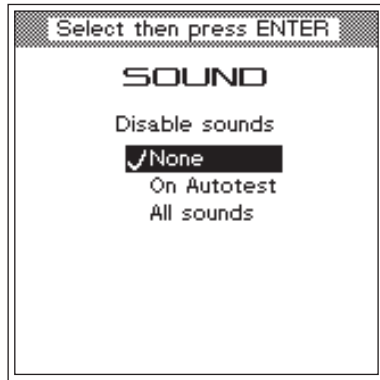 Select then press ENTER
SOUND
Disable sounds
✓None
On Autotest
All sounds